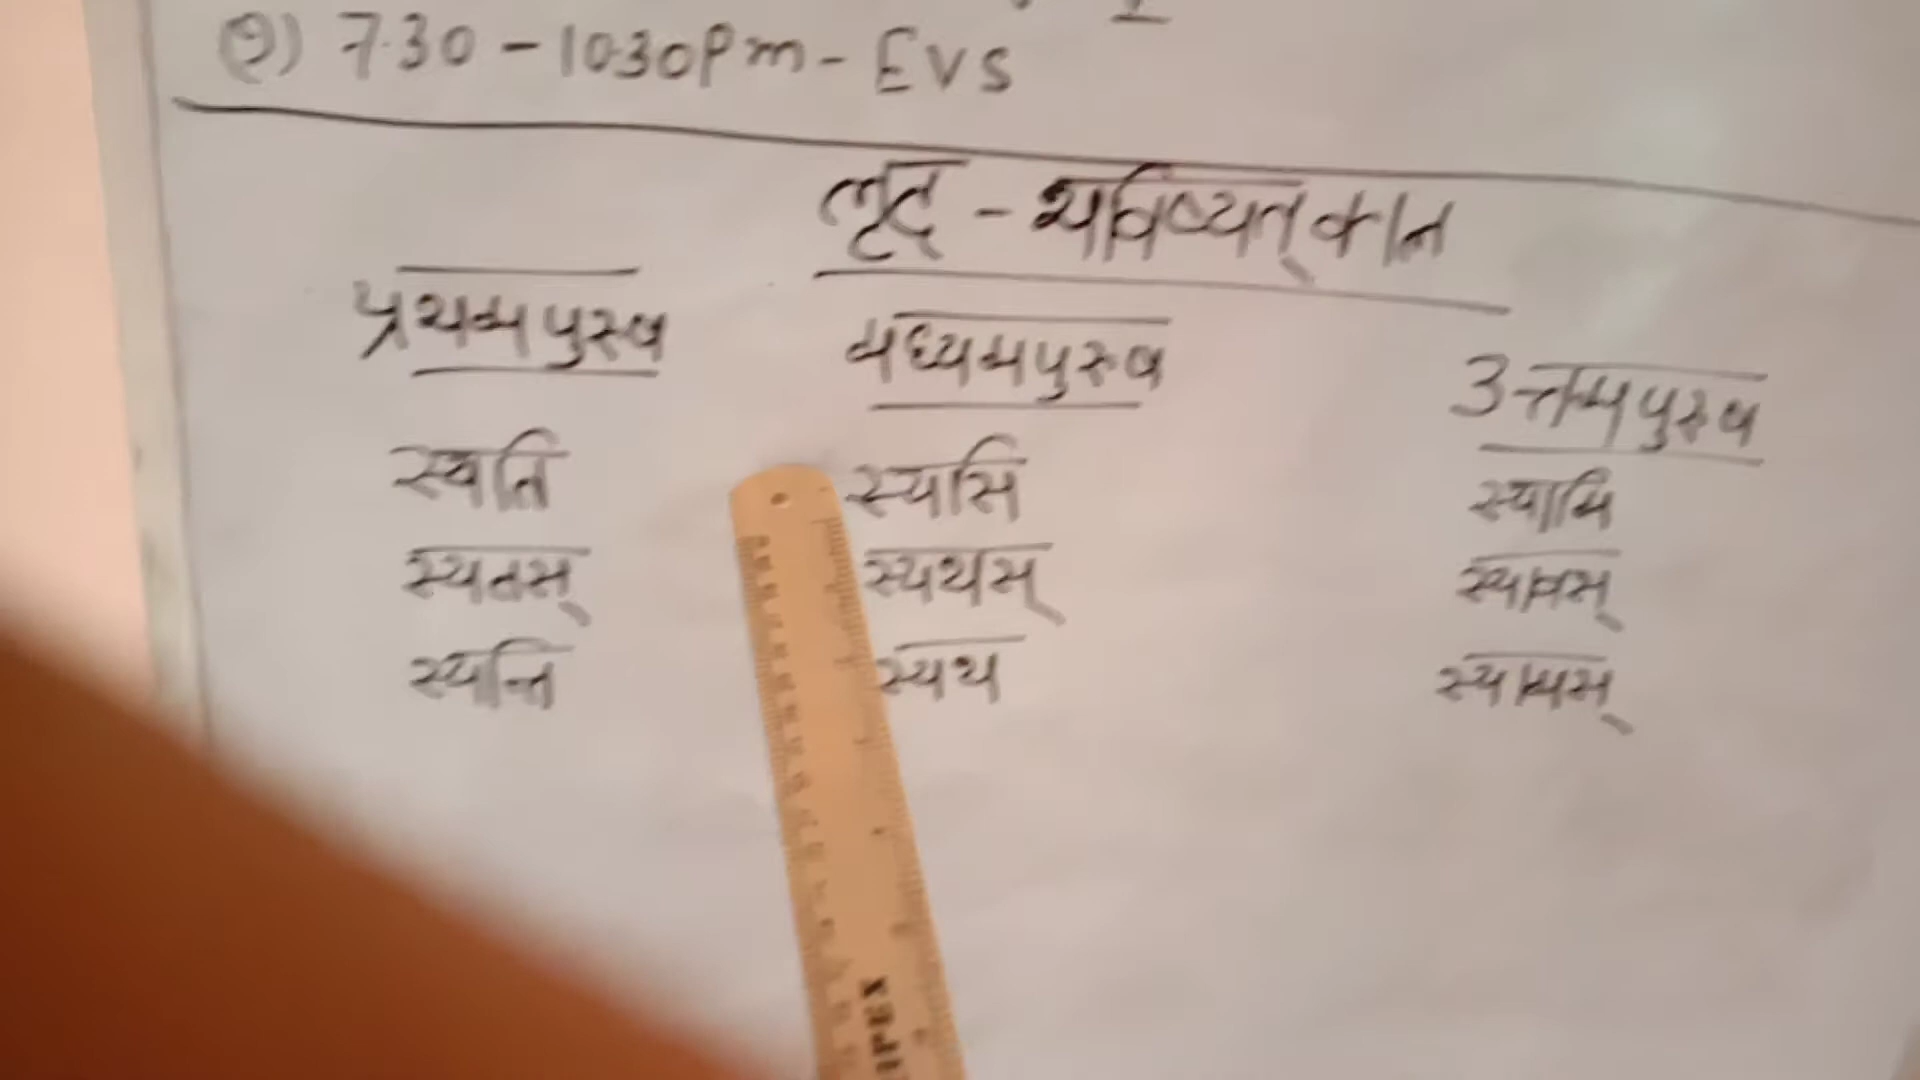 9) 7.30 - 10.30pm - EVS
लृट् - भविष्यत् काल
प्रथमपुरुष मध्यमपुरुष उत्तमपुरुष
स्यति स्यसि स्यामि
स्यतस् स्यथस् स्यावस्
स्यन्ति स्यथ स्यामस्